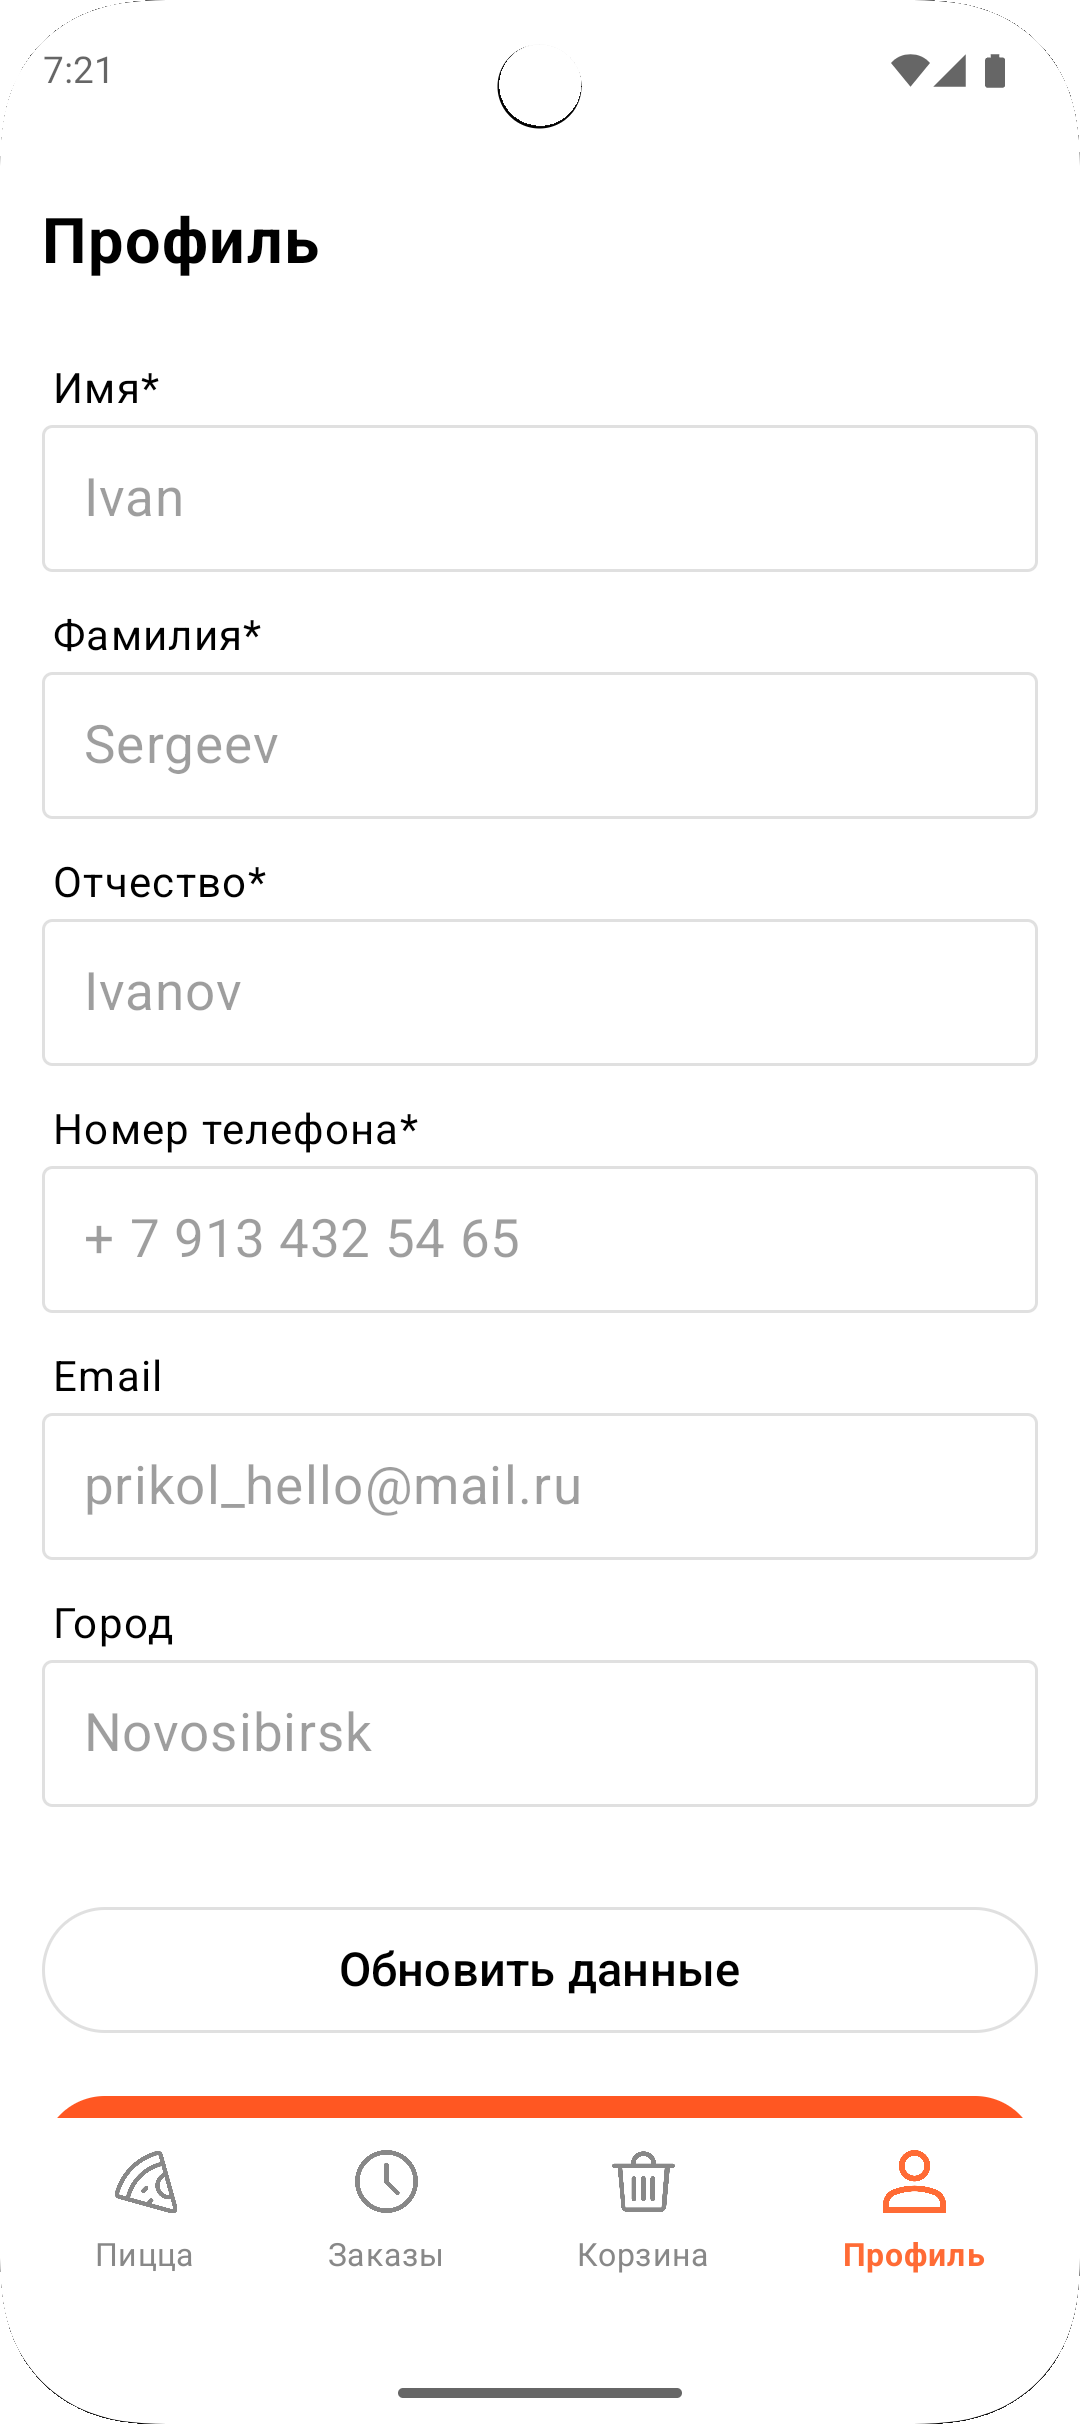 7:21
Профиль
Имя*
Ivan
Фамилия*
Sergeev
Отчество*
Ivanov
Номер телефона*
+ 7 913 432 54 65
Email
prikol_hello@mail.ru
Город
Novosibirsk
Обновить данные
Пицца
Заказы
Корзина
Профиль